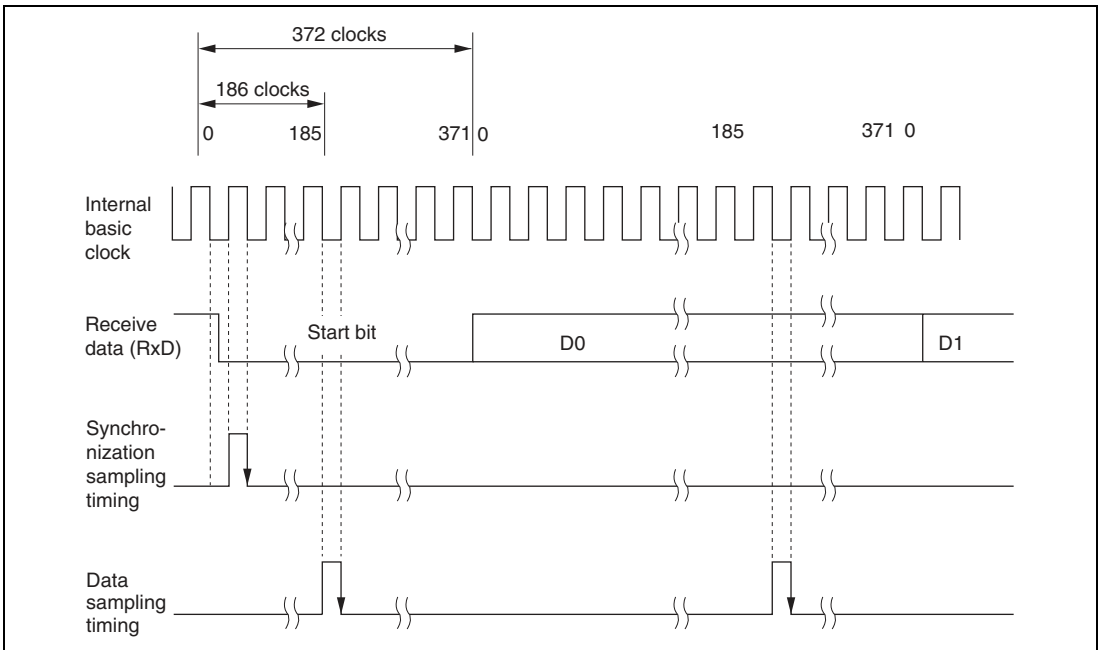 372 clocks
186 clocks
0 185 371 0 185 371 0
Internal
basic
clock
Receive
data (RxD)
Start bit
D0
D1
Synchro-
nization
sampling
timing
Data
sampling
timing